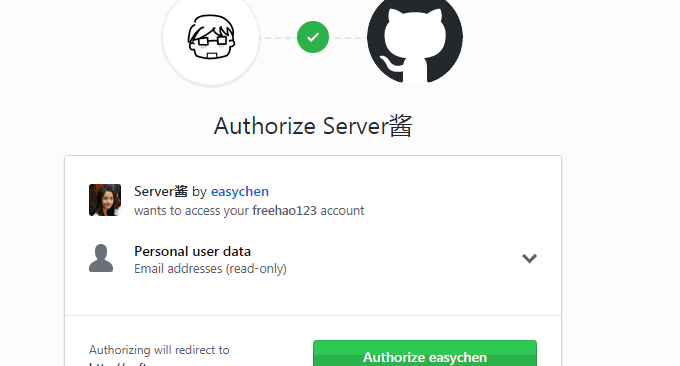 Authorize Server酱
Server酱 by easychen
wants to access your freehao123 account
Personal user data
Email addresses (read-only)
Authorizing will redirect to
Authorize easychen